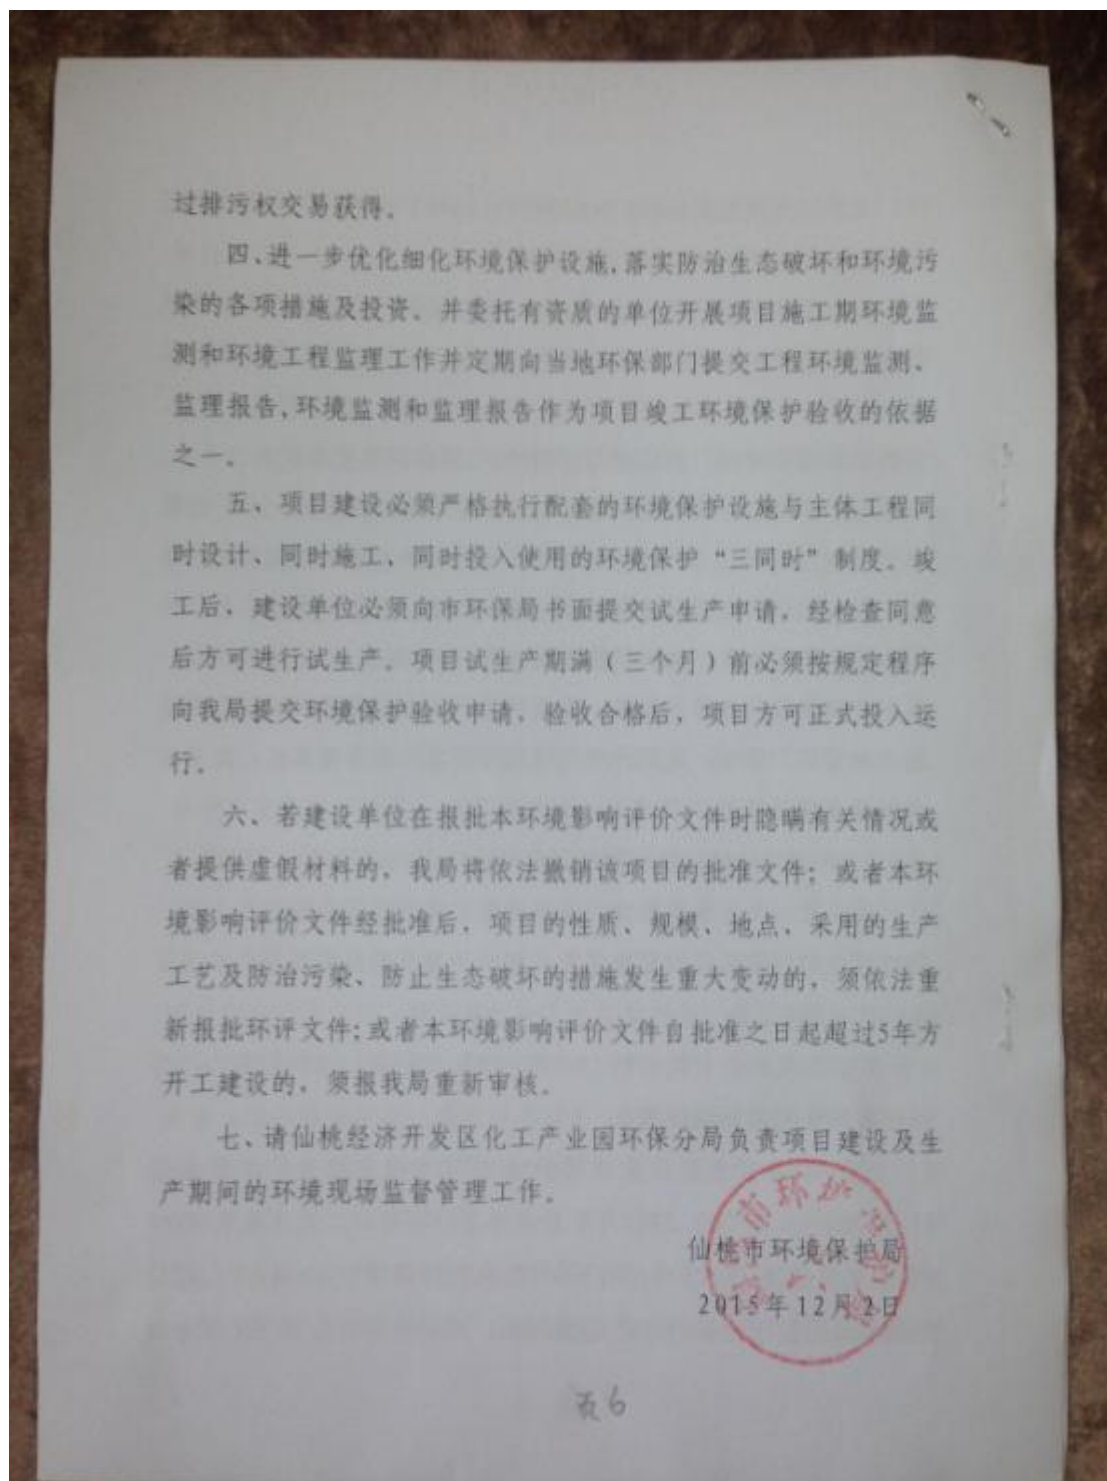 过排污权交易获得。
四、进一步优化细化环境保护设施,落实防治生态破坏和环境污
染的各项措施及投资。并委托有资质的单位开展项目施工期环境监
测和环境工程监理工作并定期向当地环保部门提交工程环境监测、
监理报告,环境监测和监理报告作为项目竣工环境保护验收的依据
之一。
五、项目建设必须严格执行配套的环境保护设施与主体工程同
时设计、同时施工、同时投入使用的环境保护“三同时”制度。竣
工后,建设单位必须向市环保局书面提交试生产申请,经检查同意
后方可进行试生产。项目试生产期满(三个月)前必须按规定程序
向我局提交环境保护验收申请,验收合格后,项目方可正式投入运
行。
六、若建设单位在报批本环境影响评价文件时隐瞒有关情况或
者提供虚假材料的,我局将依法撤销该项目的批准文件;或者本环
境影响评价文件经批准后,项目的性质、规模、地点、采用的生产
工艺及防治污染、防止生态破坏的措施发生重大变动的,须依法重
新报批环评文件;或者本环境影响评价文件自批准之日起超过5年方
开工建设的,须报我局重新审核。
七、请仙桃经济开发区化工产业园环保分局负责项目建设及生
产期间的环境现场监督管理工作。
仙桃市环境保护局
2015年12月2日
页6